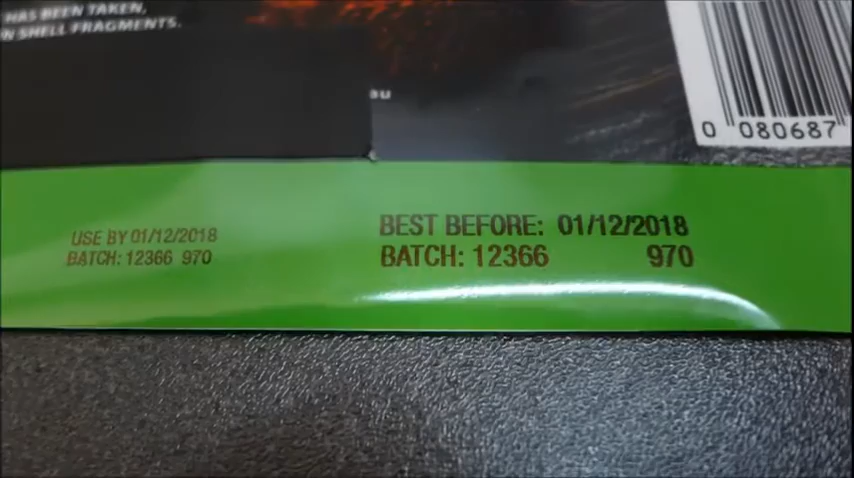 HAS BEEN TAKEN,
N SHELL FRAGMENTS.
au
0 080687
USE BY 01/12/2018
BATCH: 12366 970
BEST BEFORE: 01/12/2018
BATCH: 12366 970